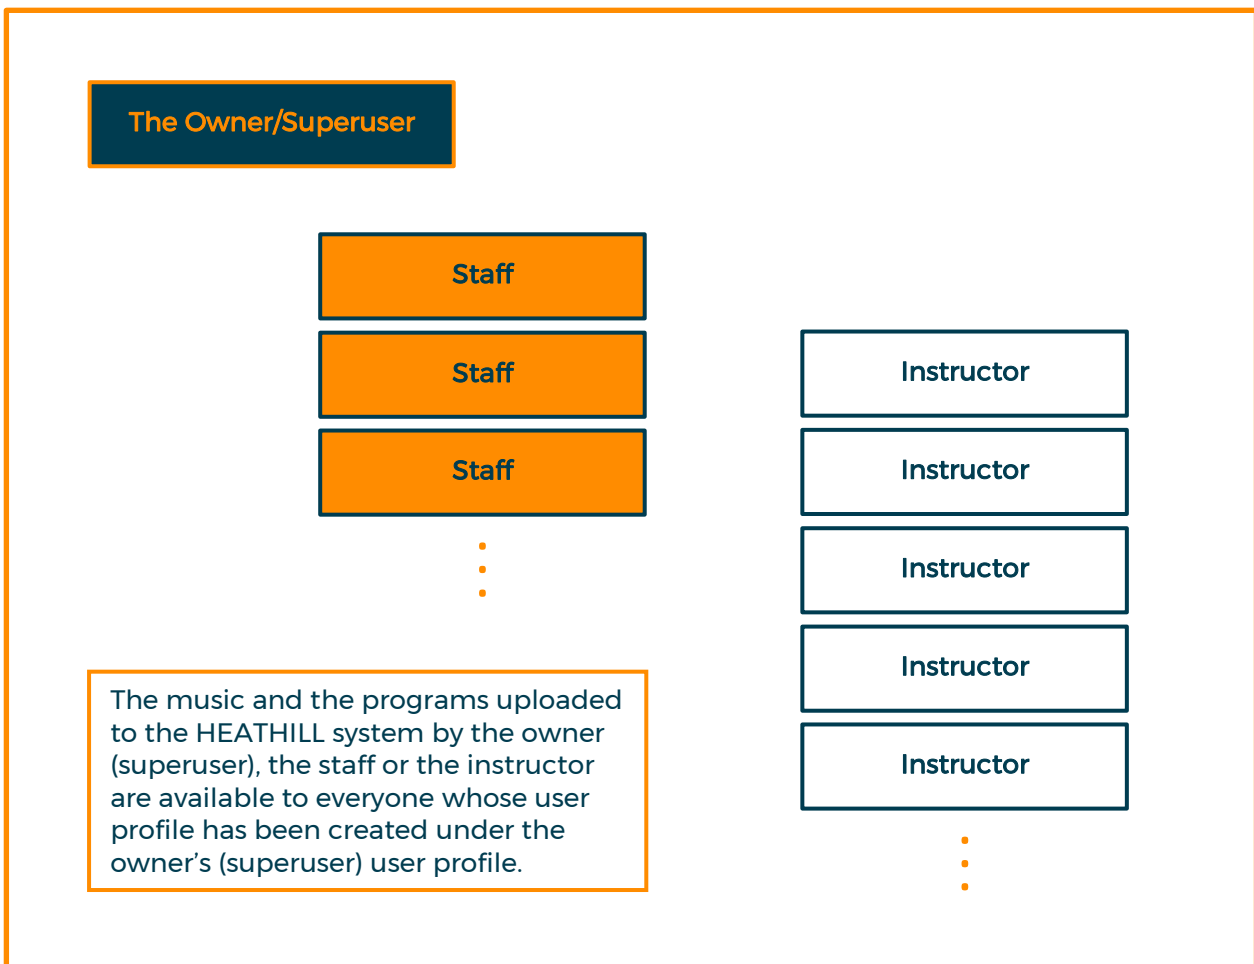 The Owner/Superuser
Staff
Staff
Staff
Instructor
Instructor
Instructor
Instructor
Instructor
The music and the programs uploaded
to the HEATHILL system by the owner
(superuser), the staff or the instructor
are available to everyone whose user
profile has been created under the
owner’s (superuser) user profile.